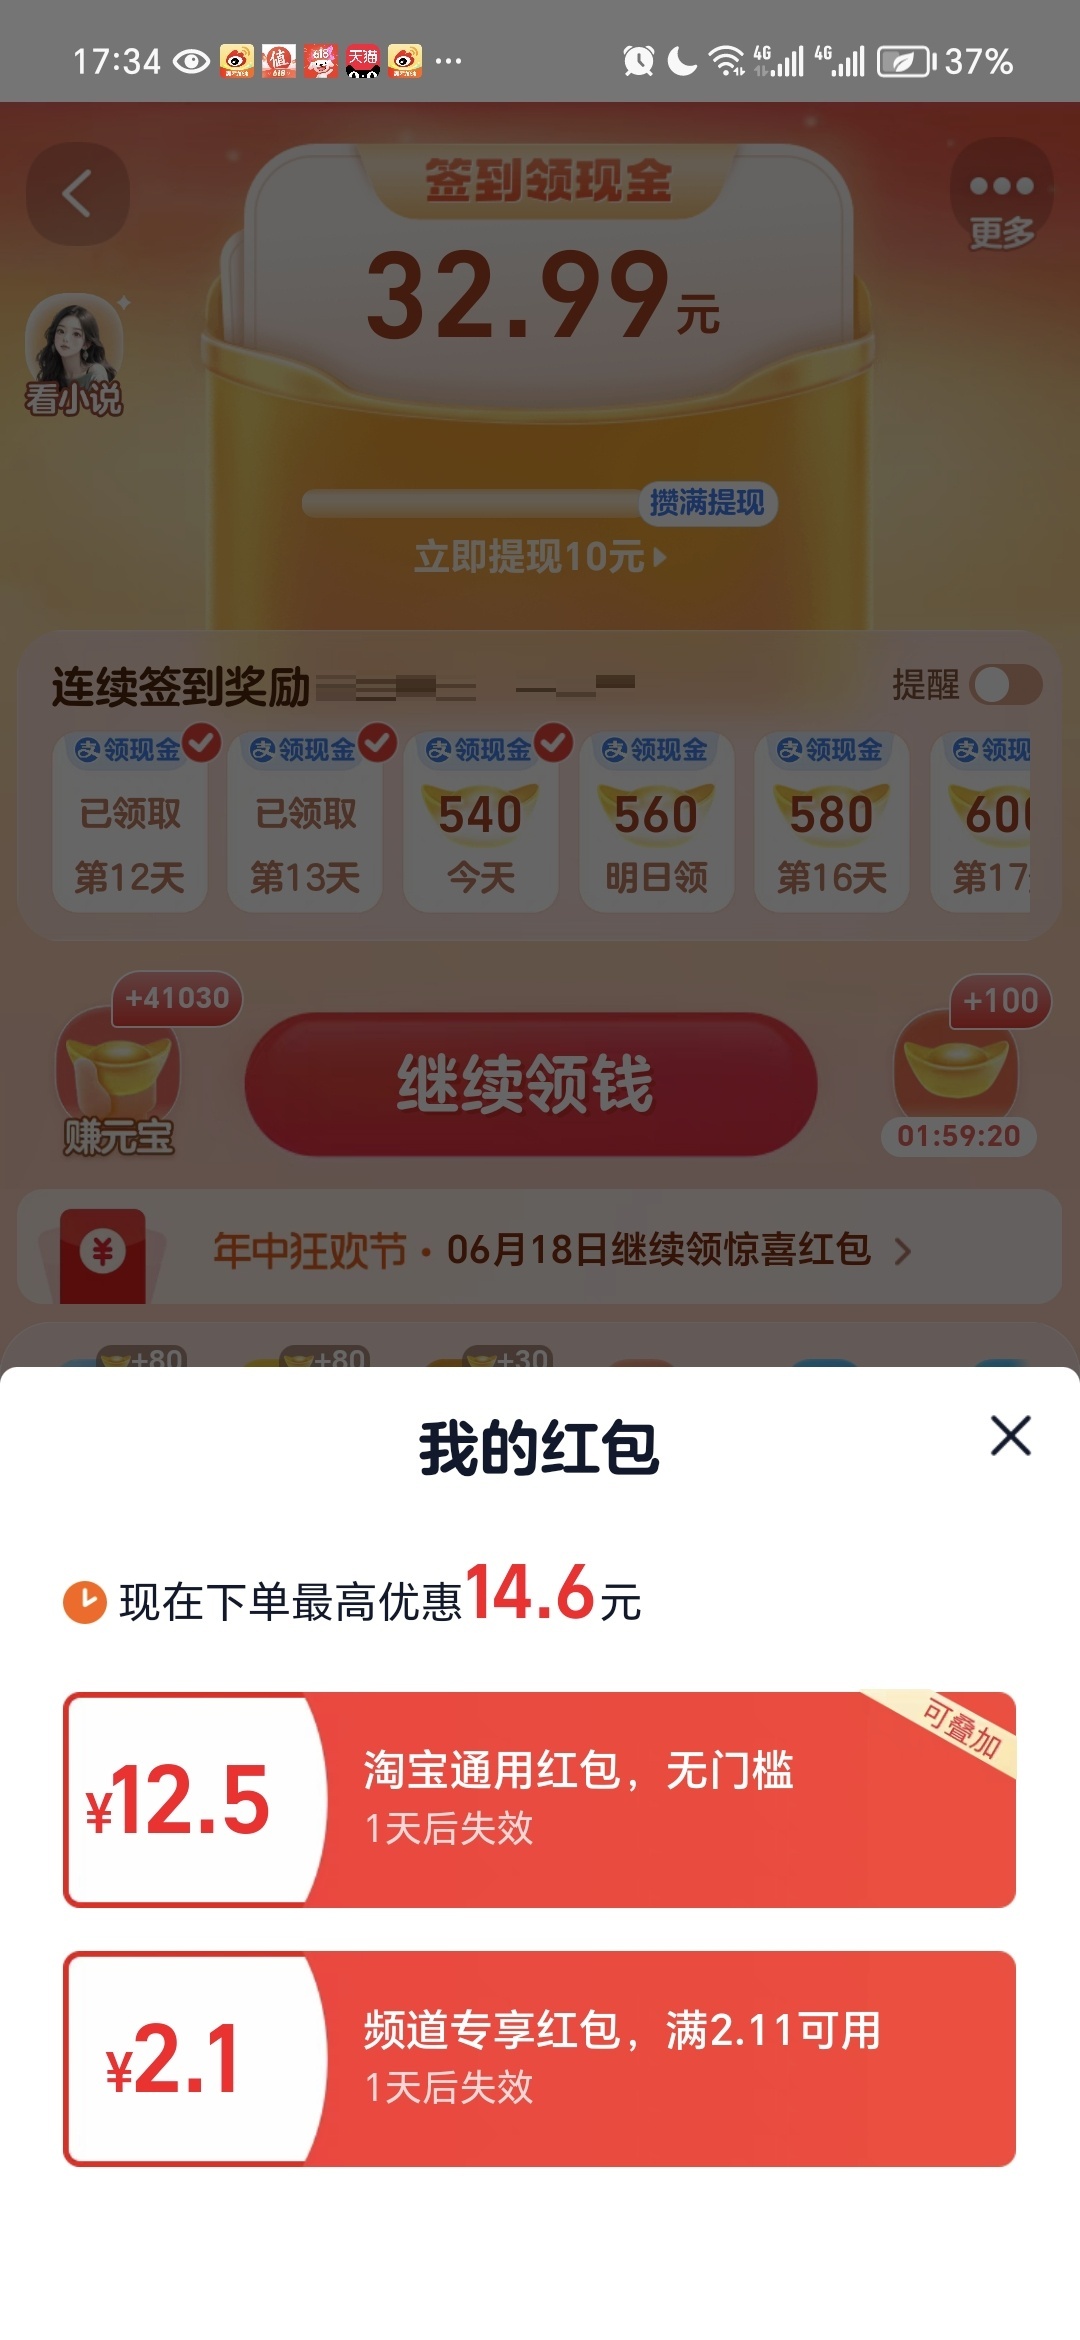 17:34
4G
4G
37%
签到领现金
32.99元
更多
看小说
攒满提现
立即提现10元
连续签到奖励
提醒
领现金 领现金 领现金 领现金 领现金 领现
已领取 已领取 540 560 580 600
第12天 第13天 今天 明日领 第16天 第17
+41030
+100
继续领钱
赚元宝
01:59:20
年中狂欢节·06月18日继续领惊喜红包
+80 +80 +30
我的红包
现在下单最高优惠14.6元
可叠加
¥12.5
淘宝通用红包，无门槛
1天后失效
¥2.1
频道专享红包，满2.11可用
1天后失效